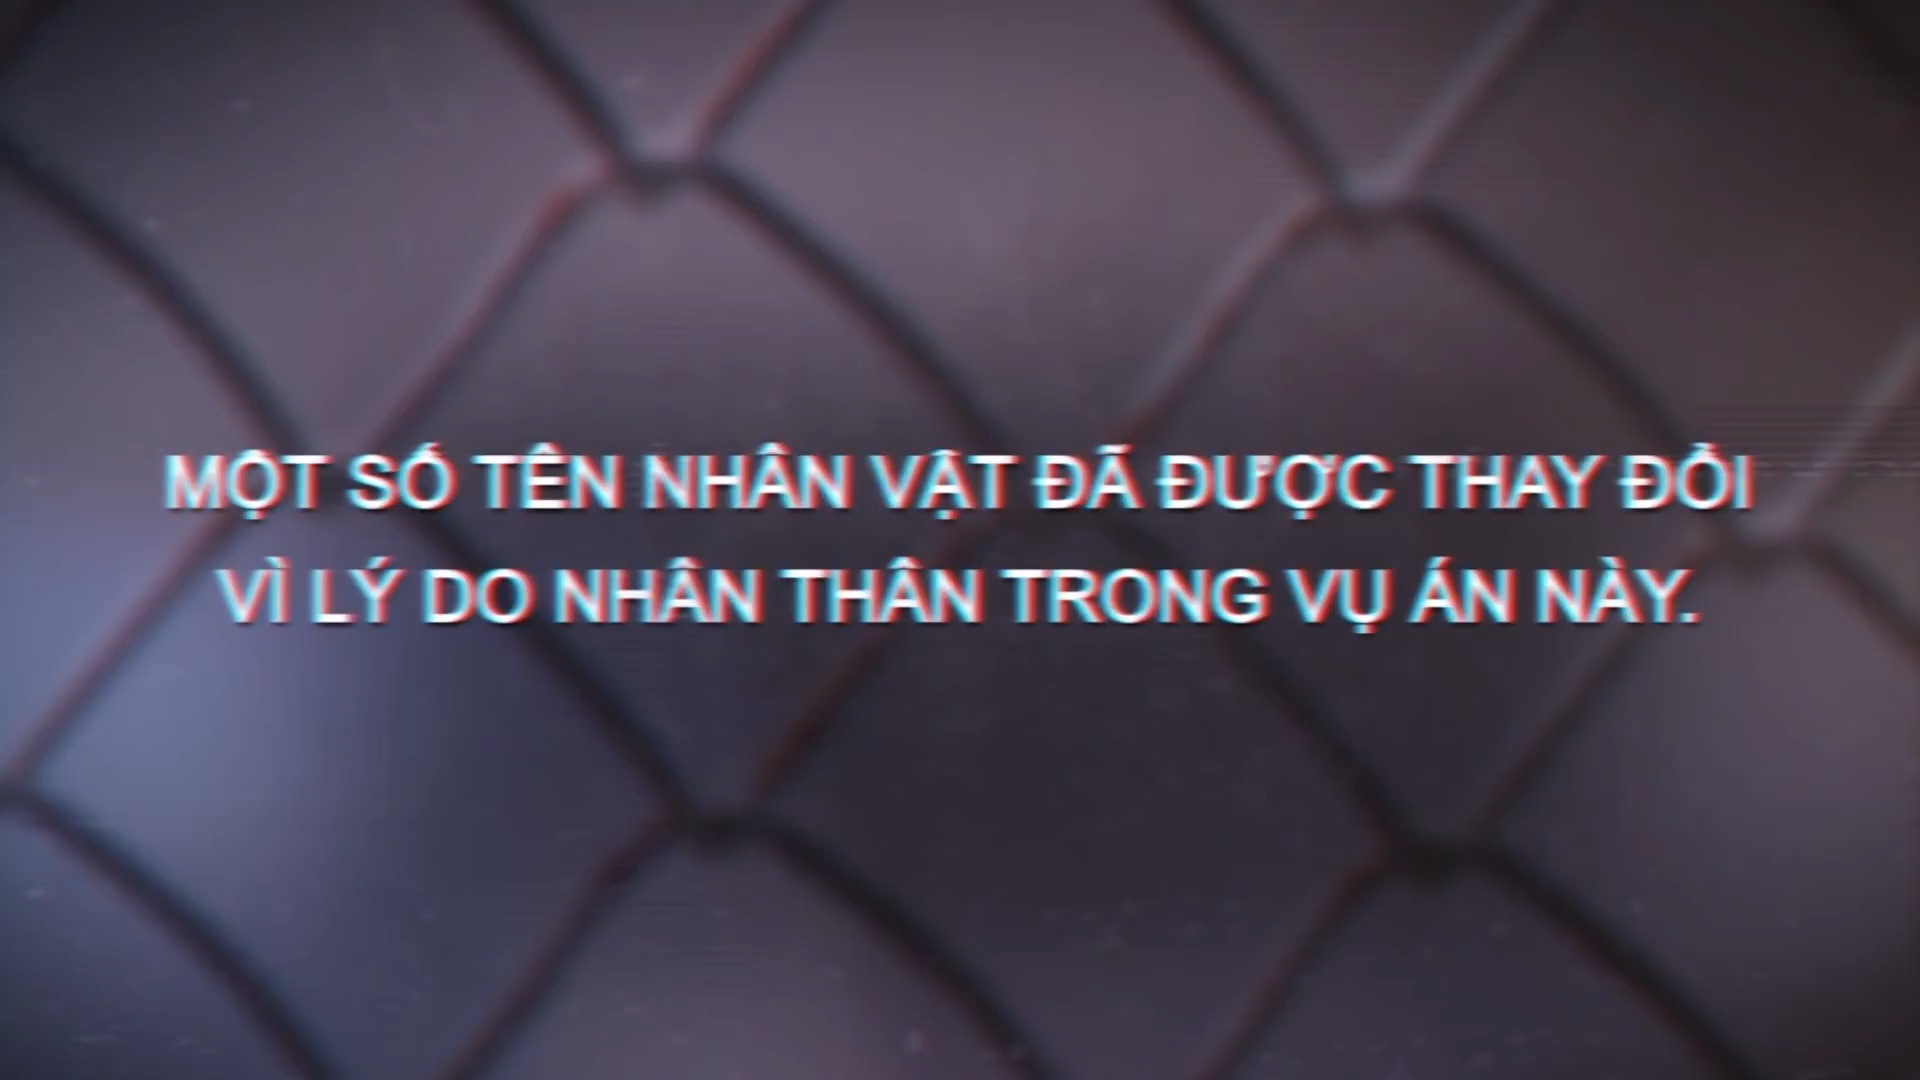 MỘT SỐ TÊN NHÂN VẬT ĐÃ ĐƯỢC THAY ĐỔI
VÌ LÝ DO NHÂN THÂN TRONG VỤ ÁN NÀY.